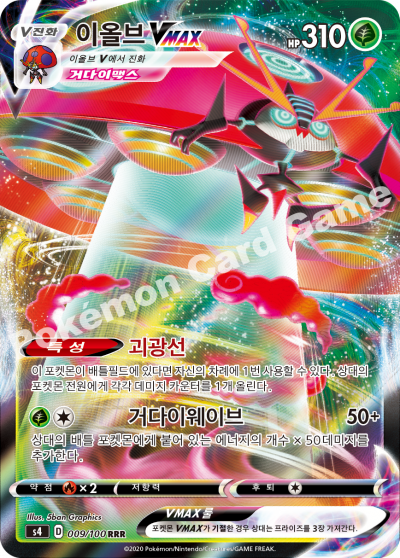 V진화
이올브 VMAX
HP 310
이올브 V에서 진화
거다이맥스
Pokémon Card Game
특성 괴광선
이 포켓몬이 배틀필드에 있다면 자신의 차례에 1번 사용할 수 있다. 상대의
포켓몬 전원에게 각각 데미지 카운터를 1개 올린다.
거다이웨이브 50+
상대의 배틀 포켓몬에게 붙어 있는 에너지의 개수 × 50데미지를
추가한다.
약점 ×2 저항력 후퇴
Illus. 5ban Graphics
s4 D 009/100 RRR
VMAX룰
포켓몬 VMAX가 기절한 경우 상대는 프라이즈를 3장 가져간다.
©2020 Pokémon/Nintendo/Creatures/GAME FREAK.